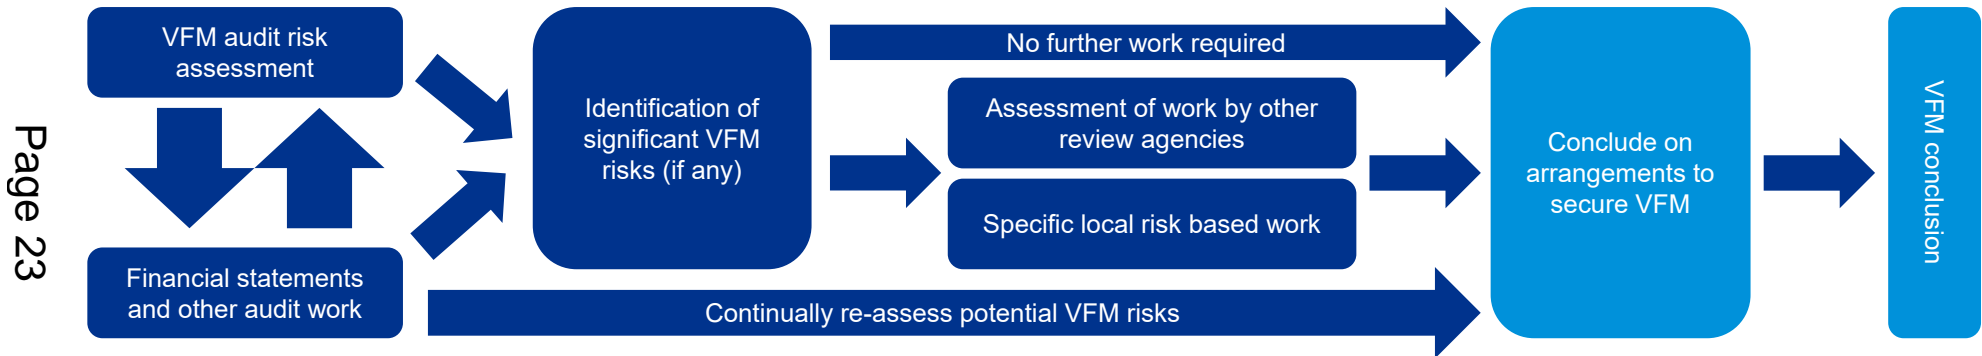 Page 23
VFM audit risk
assessment
Financial statements
and other audit work
Identification of
significant VFM
risks (if any)
No further work required
Assessment of work by other
review agencies
Specific local risk based work
Continually re-assess potential VFM risks
Conclude on
arrangements to
secure VFM
VFM conclusion